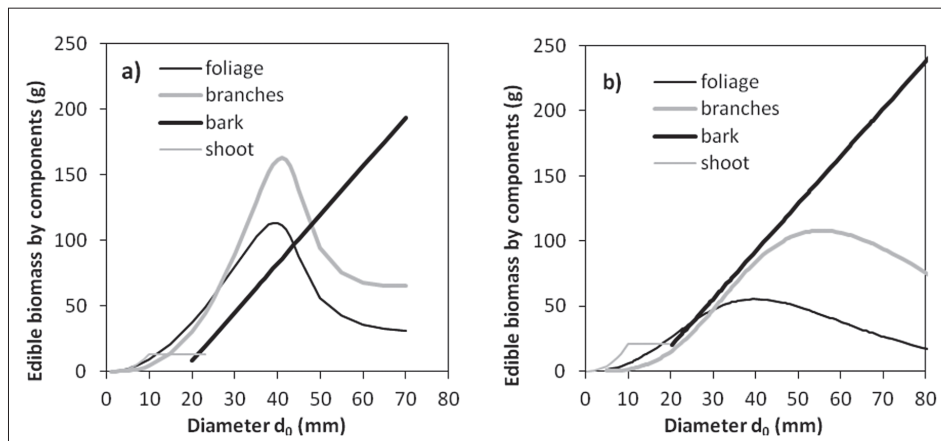 a)
foliage
branches
bark
shoot
Edible biomass by components (g)
250
200
150
100
50
0
0 10 20 30 40 50 60 70 80
Diameter d₀ (mm)
b)
foliage
branches
bark
shoot
Edible biomass by components (g)
250
200
150
100
50
0
0 10 20 30 40 50 60 70 80
Diameter d₀ (mm)